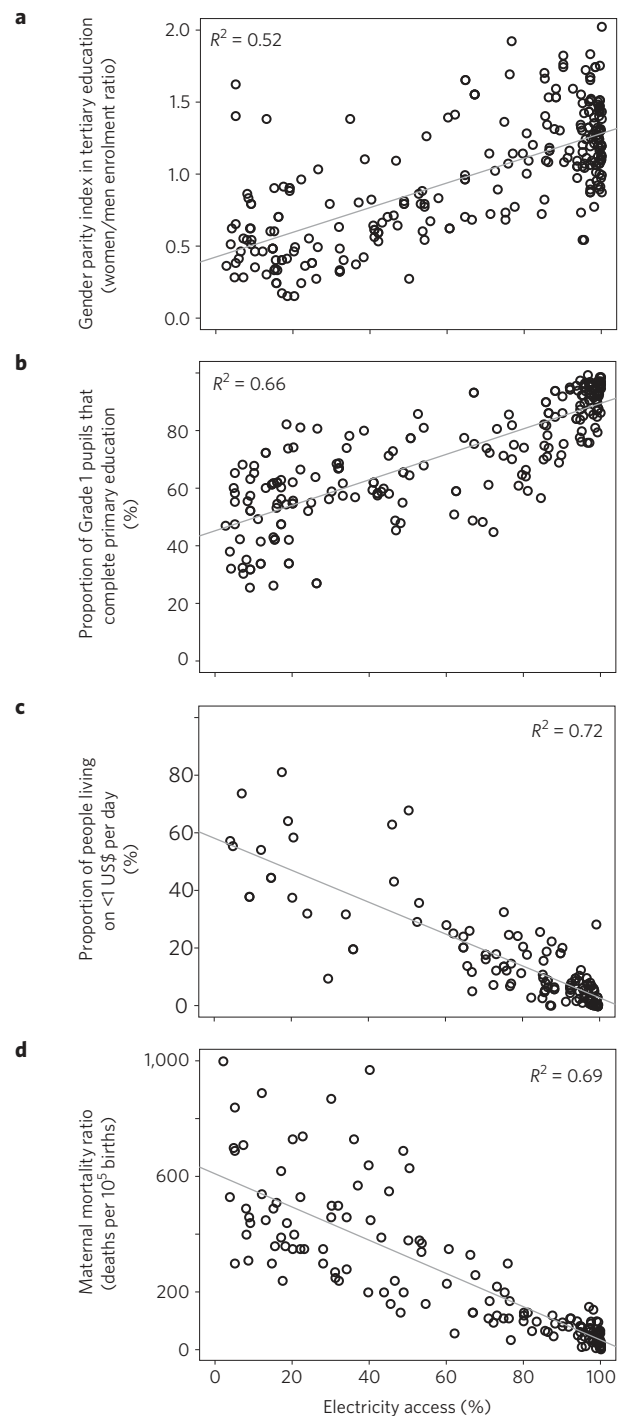 a
Gender parity index in tertiary education
(women/men enrolment ratio)
2.0
1.5
1.0
0.5
0.0
R² = 0.52
b
Proportion of Grade 1 pupils that
complete primary education
(%)
80
60
40
20
0
R² = 0.66
c
Proportion of people living
on <1 US$ per day
(%)
80
60
40
20
0
R² = 0.72
d
Maternal mortality ratio
(deaths per 10⁵ births)
1,000
600
200
0
R² = 0.69
0 20 40 60 80 100
Electricity access (%)